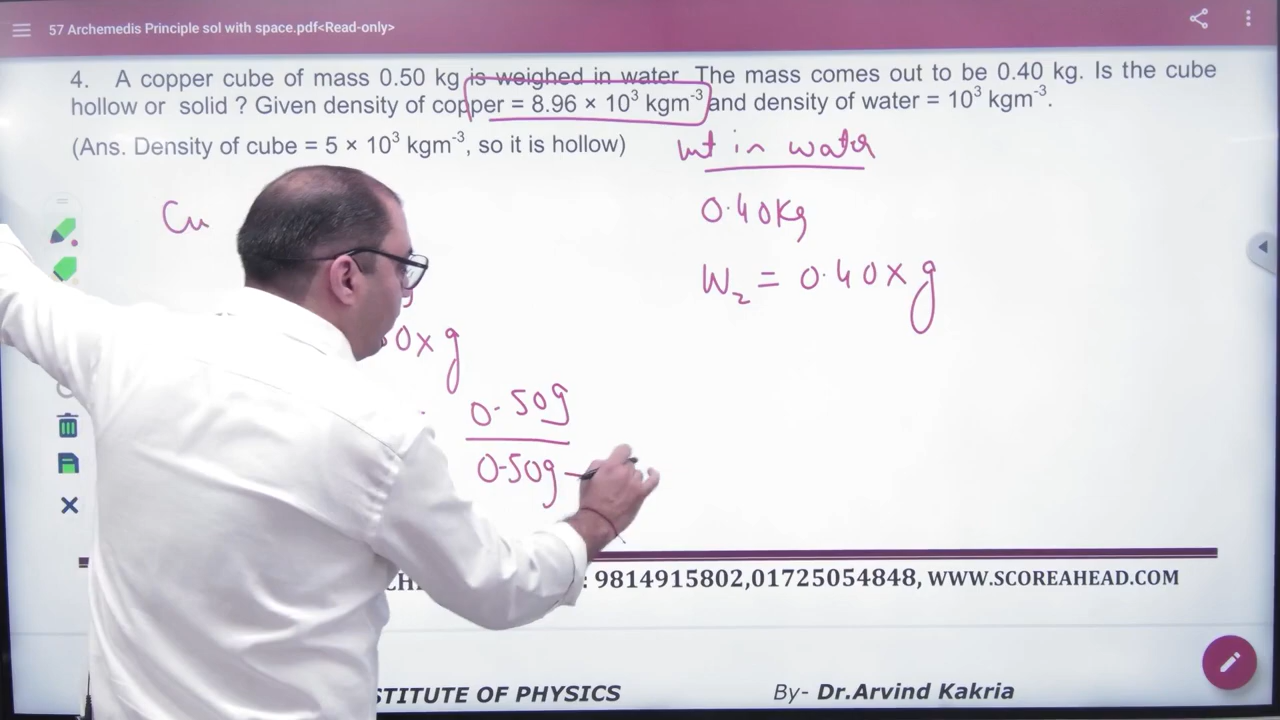 57 Archemedis Principle sol with space.pdf<Read-only>
4. A copper cube of mass 0.50 kg is weighed in water. The mass comes out to be 0.40 kg. Is the cube
hollow or solid ? Given density of copper = 8.96 × 10³ kgm⁻³ and density of water = 10³ kgm⁻³.
(Ans. Density of cube = 5 × 10³ kgm⁻³, so it is hollow)
wt in water
Cu
0.40Kg
W₂ = 0.40 x g
0 x g
0.50g
0.50g -
: 9814915802,01725054848, WWW.SCOREAHEAD.COM
STITUTE OF PHYSICS
By- Dr.Arvind Kakria